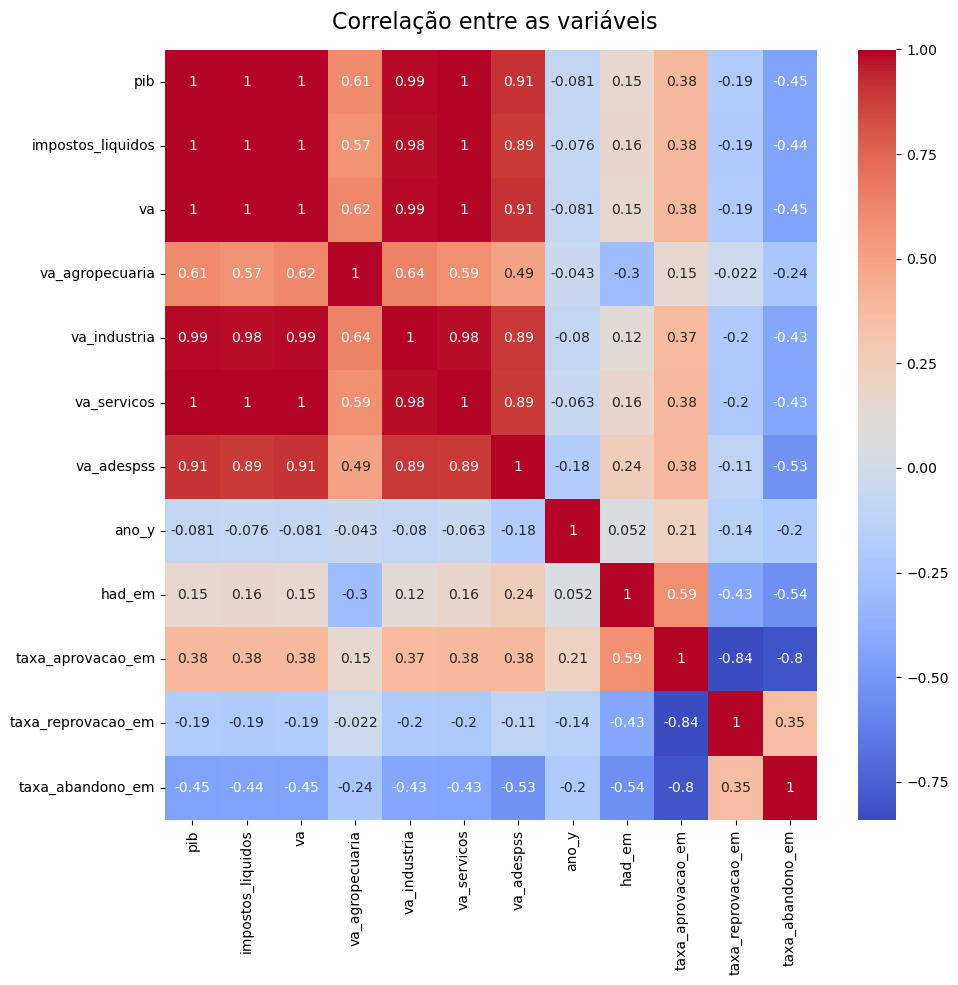 Correlação entre as variáveis
pib 1 1 1 0.61 0.99 1 0.91 -0.081 0.15 0.38 -0.19 -0.45
impostos_liquidos 1 1 1 0.57 0.98 1 0.89 -0.076 0.16 0.38 -0.19 -0.44
va 1 1 1 0.62 0.99 1 0.91 -0.081 0.15 0.38 -0.19 -0.45
va_agropecuaria 0.61 0.57 0.62 1 0.64 0.59 0.49 -0.043 -0.3 0.15 -0.022 -0.24
va_industria 0.99 0.98 0.99 0.64 1 0.98 0.89 -0.08 0.12 0.37 -0.2 -0.43
va_servicos 1 1 1 0.59 0.98 1 0.89 -0.063 0.16 0.38 -0.2 -0.43
va_adespss 0.91 0.89 0.91 0.49 0.89 0.89 1 -0.18 0.24 0.38 -0.11 -0.53
ano_y -0.081 -0.076 -0.081 -0.043 -0.08 -0.063 -0.18 1 0.052 0.21 -0.14 -0.2
had_em 0.15 0.16 0.15 -0.3 0.12 0.16 0.24 0.052 1 0.59 -0.43 -0.54
taxa_aprovacao_em 0.38 0.38 0.38 0.15 0.37 0.38 0.38 0.21 0.59 1 -0.84 -0.8
taxa_reprovacao_em -0.19 -0.19 -0.19 -0.022 -0.2 -0.2 -0.11 -0.14 -0.43 -0.84 1 0.35
taxa_abandono_em -0.45 -0.44 -0.45 -0.24 -0.43 -0.43 -0.53 -0.2 -0.54 -0.8 0.35 1
pib
impostos_liquidos
va
va_agropecuaria
va_industria
va_servicos
va_adespss
ano_y
had_em
taxa_aprovacao_em
taxa_reprovacao_em
taxa_abandono_em
1.00
0.75
0.50
0.25
0.00
−0.25
−0.50
−0.75